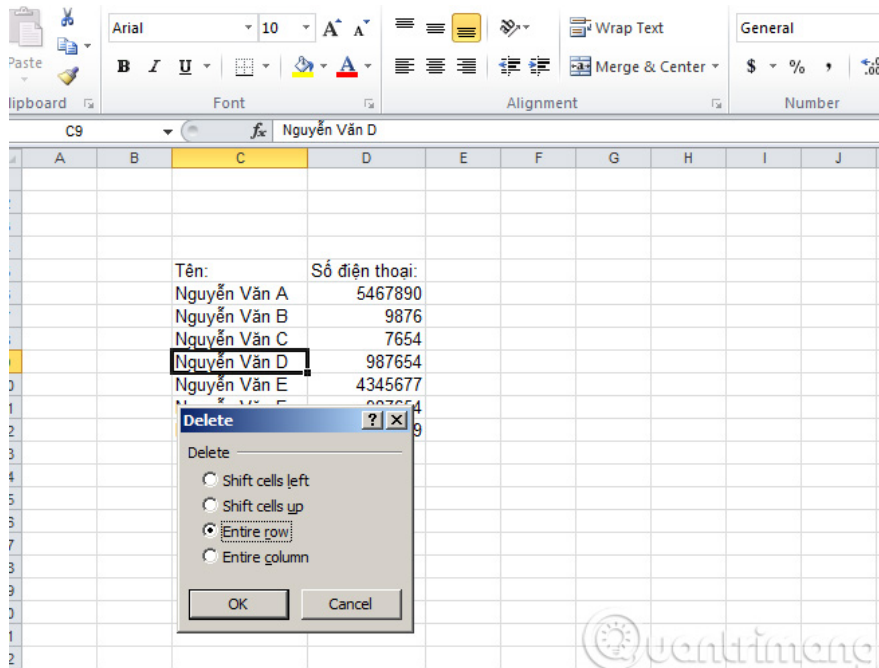 Arial 10 A A Wrap Text General
Paste B I U A Merge & Center $ % ,
lipboard Font Alignment Number
C9 fx Nguyễn Văn D
A B C D E F G H I J
Tên: Số điện thoại:
Nguyễn Văn A 5467890
Nguyễn Văn B 9876
Nguyễn Văn C 7654
Nguyễn Văn D 987654
Nguyễn Văn E 4345677
Delete
Delete
Shift cells left
Shift cells up
Entire row
Entire column
OK Cancel
Quantrimang